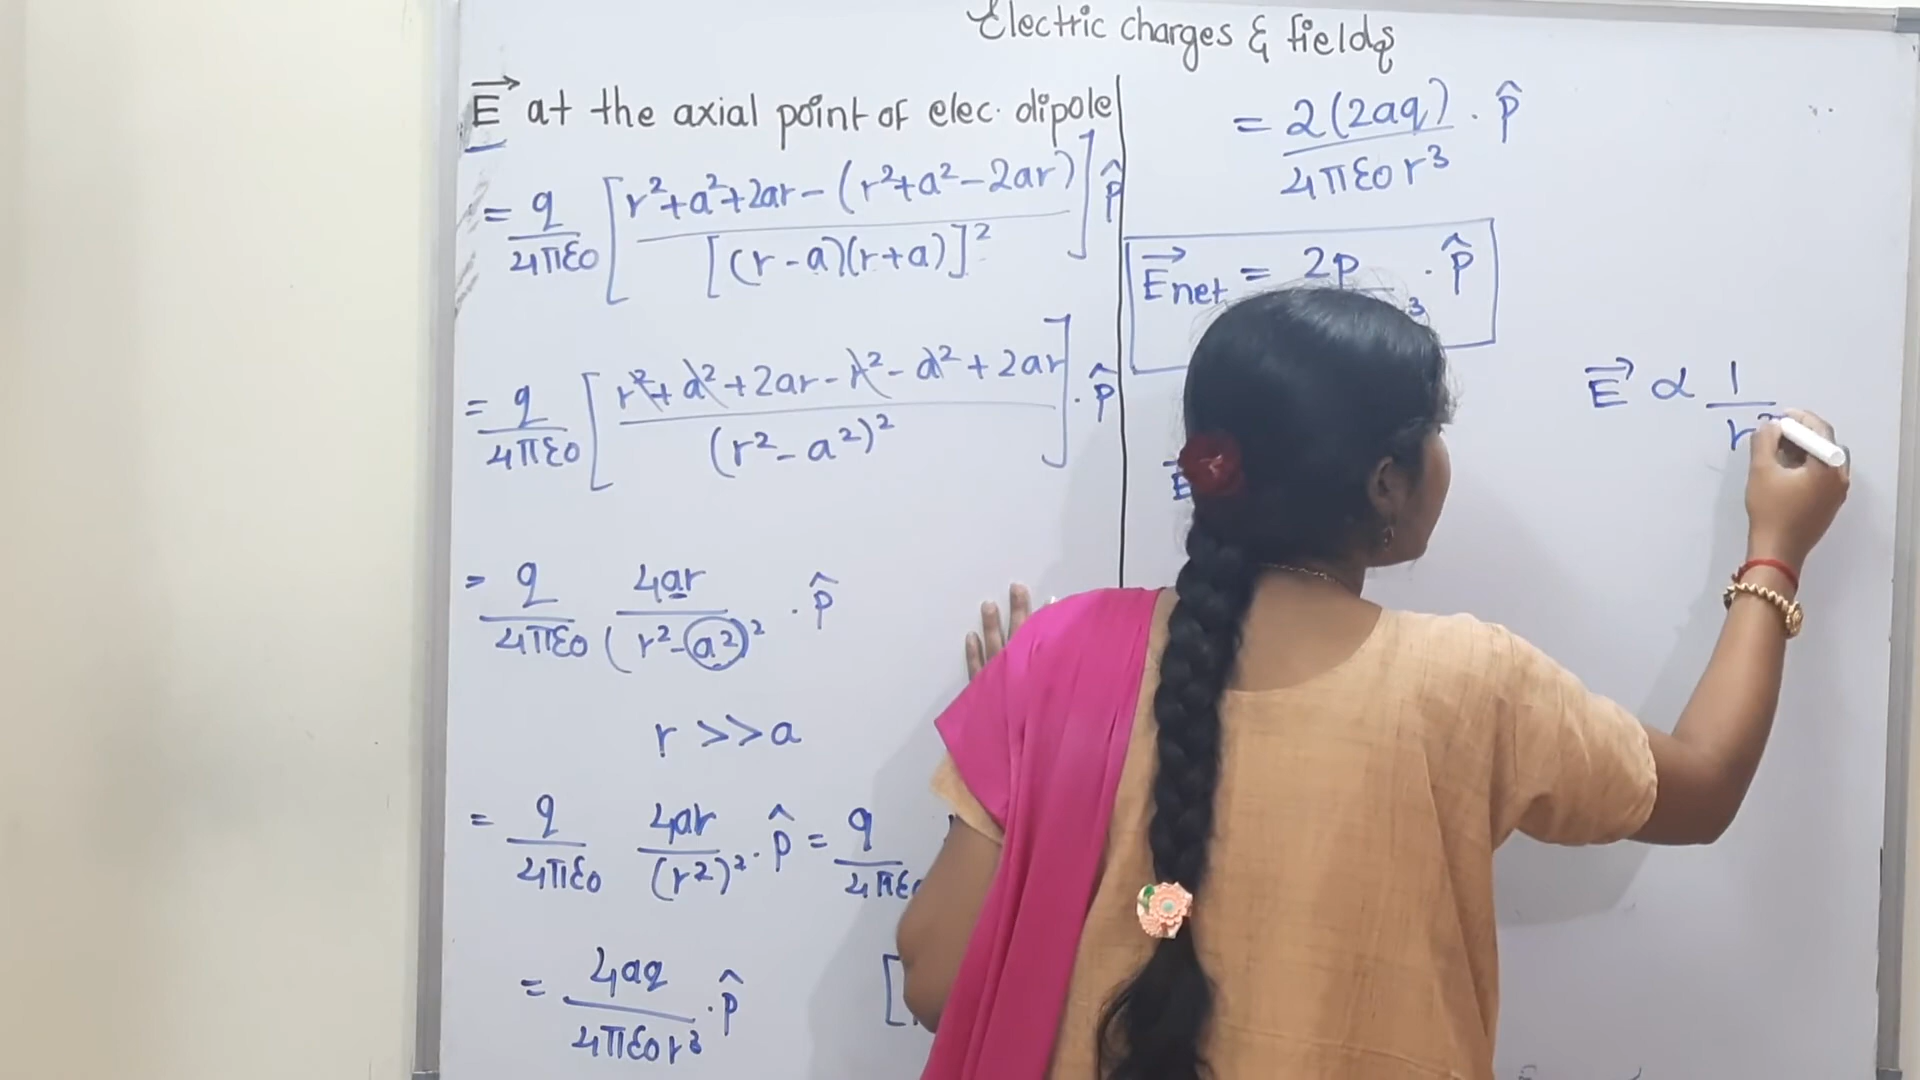 Electric charges & fields
E⃗ at the axial point of elec. dipole
= q/4πε0 [r²+a²+2ar-(r²+a²-2ar)/[(r-a)(r+a)]²] p̂
= q/4πε0 [r²+a²+2ar-r²-a²+2ar/(r²-a²)²] . p̂
= q/4πε0 4ar/(r²-a²)² . p̂
r >>a
= q/4πε0 4ar/(r²)² . p̂ = q/
= 4aq/4πε0r³ . p̂
= 2(2aq)/4πε0r³ . p̂
E⃗net = 2p/ ³ . p̂
E⃗ ∝ 1/r